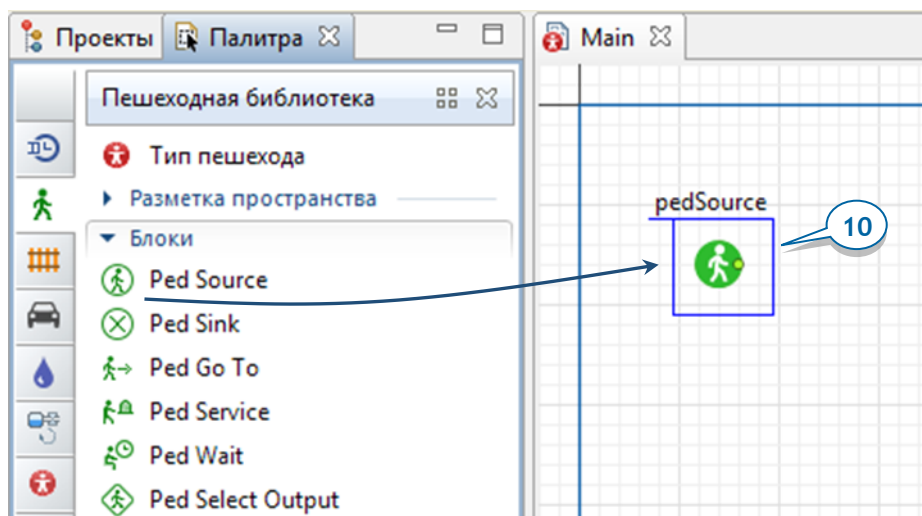 Проекты Палитра Main
Пешеходная библиотека
Тип пешехода
Разметка пространства
pedSource
10
Блоки
Ped Source
Ped Sink
Ped Go To
Ped Service
Ped Wait
Ped Select Output